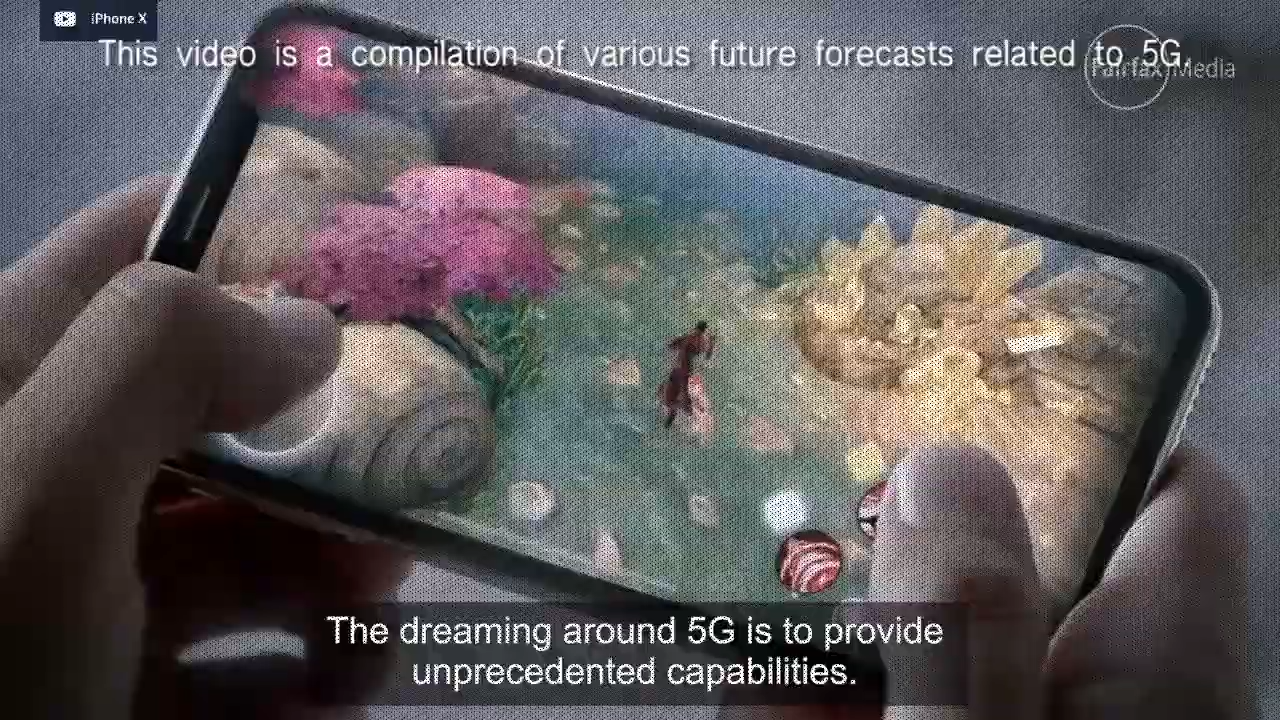 iPhone X
This video is a compilation of various future forecasts related to 5G.
Fairfax Media
The dreaming around 5G is to provide
unprecedented capabilities.